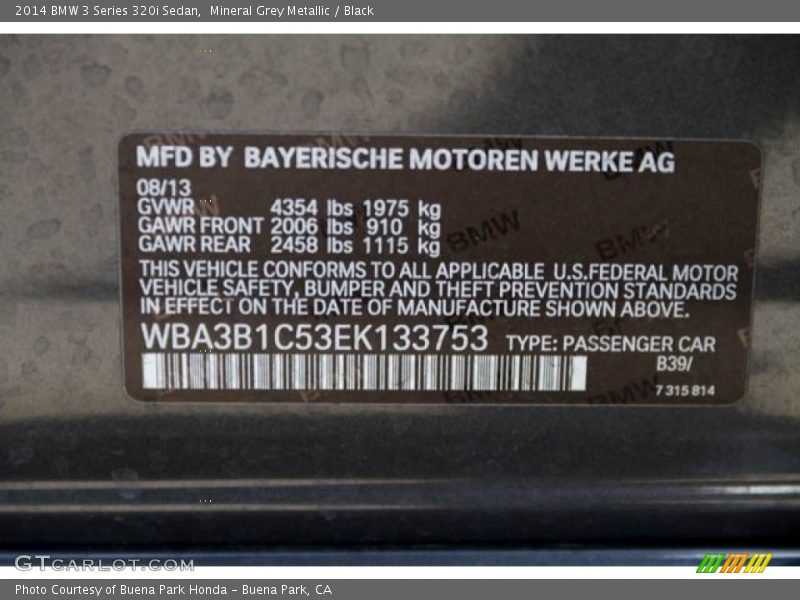 2014 BMW 3 Series 320i Sedan,  Mineral Grey Metallic / Black
MFD BY BAYERISCHE MOTOREN WERKE AG
08/13
GVWR 4354 lbs 1975 kg
GAWR FRONT 2006 lbs 910 kg
GAWR REAR 2458 lbs 1115 kg
THIS VEHICLE CONFORMS TO ALL APPLICABLE U.S.FEDERAL MOTOR
VEHICLE SAFETY, BUMPER AND THEFT PREVENTION STANDARDS
IN EFFECT ON THE DATE OF MANUFACTURE SHOWN ABOVE.
WBA3B1C53EK133753 TYPE: PASSENGER CAR
B39/
7 315 814
GTCARLOT.COM
Photo Courtesy of Buena Park Honda - Buena Park, CA